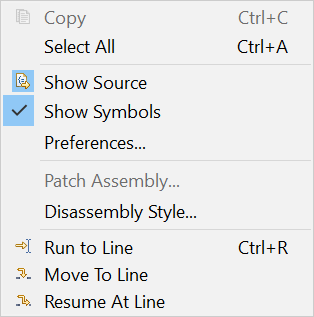 Copy Ctrl+C
Select All Ctrl+A
Show Source
Show Symbols
Preferences...
Patch Assembly...
Disassembly Style...
Run to Line Ctrl+R
Move To Line
Resume At Line